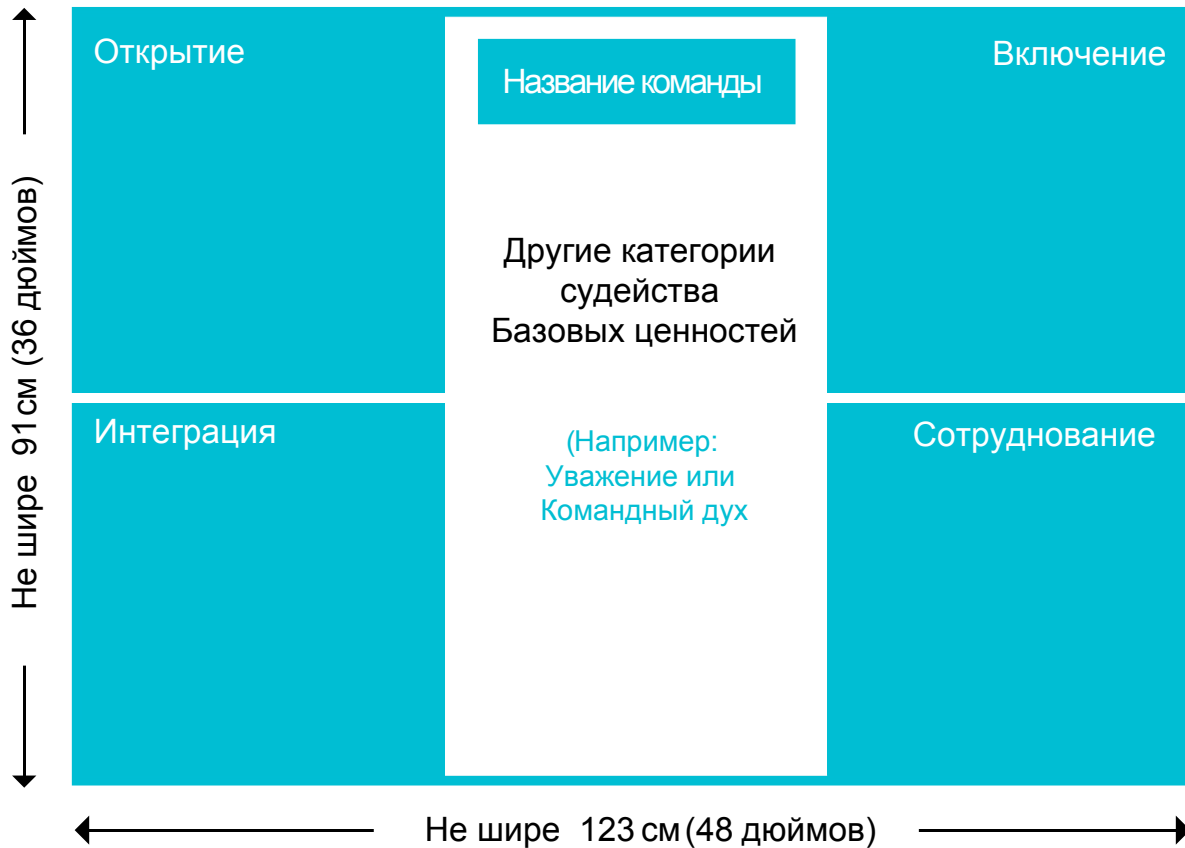 Открытие
Название команды
Включение
Другие категории
судейства
Базовых ценностей
Интеграция
(Например:
Уважение или
Командный дух
Сотруднование
Не шире 91 см (36 дюймов)
Не шире 123 см (48 дюймов)